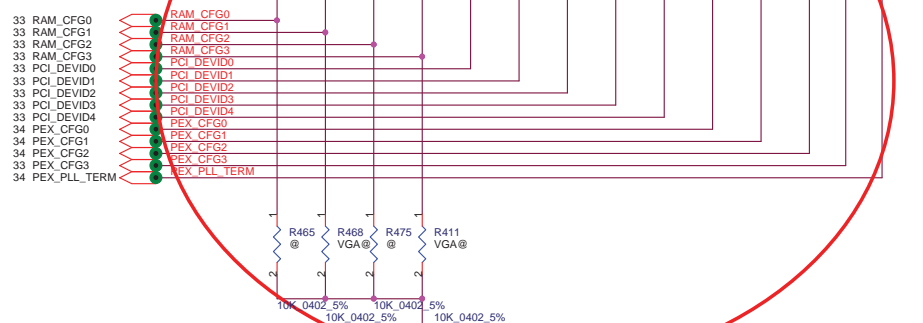 33 RAM_CFG0 RAM_CFG0
33 RAM_CFG1 RAM_CFG1
33 RAM_CFG2 RAM_CFG2
33 RAM_CFG3 RAM_CFG3
33 PCI_DEVID0 PCI_DEVID0
33 PCI_DEVID1 PCI_DEVID1
33 PCI_DEVID2 PCI_DEVID2
33 PCI_DEVID3 PCI_DEVID3
33 PCI_DEVID4 PCI_DEVID4
34 PEX_CFG0 PEX_CFG0
34 PEX_CFG1 PEX_CFG1
34 PEX_CFG2 PEX_CFG2
33 PEX_CFG3 PEX_CFG3
34 PEX_PLL_TERM PEX_PLL_TERM
1 1 1 1
R465 R468 R475 R411
@ VGA@ @ VGA@
2 2 2 2
10K_0402_5% 10K_0402_5%
10K_0402_5% 10K_0402_5%